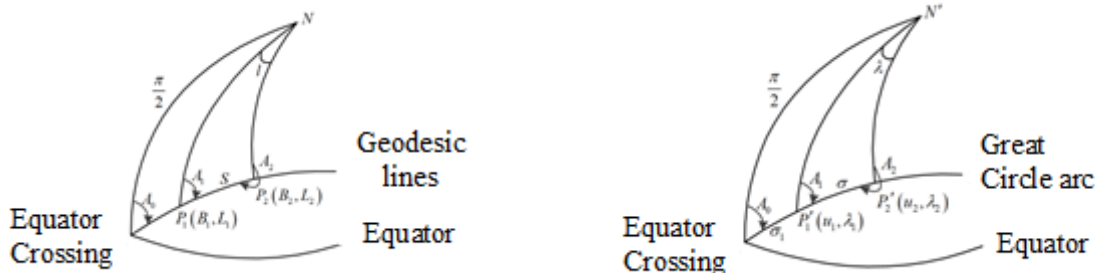 N
π/2
l
Geodesic
lines
A₀
A₁
S
A₂
P₁(B₁, L₁)
P₂(B₂, L₂)
Equator
Crossing
Equator
N'
π/2
λ
Great
Circle arc
A₀
A₁
σ
A₂
σ₁
P₁'(u₁, λ₂)
P₂'(u₂, λ₂)
Equator
Crossing
Equator